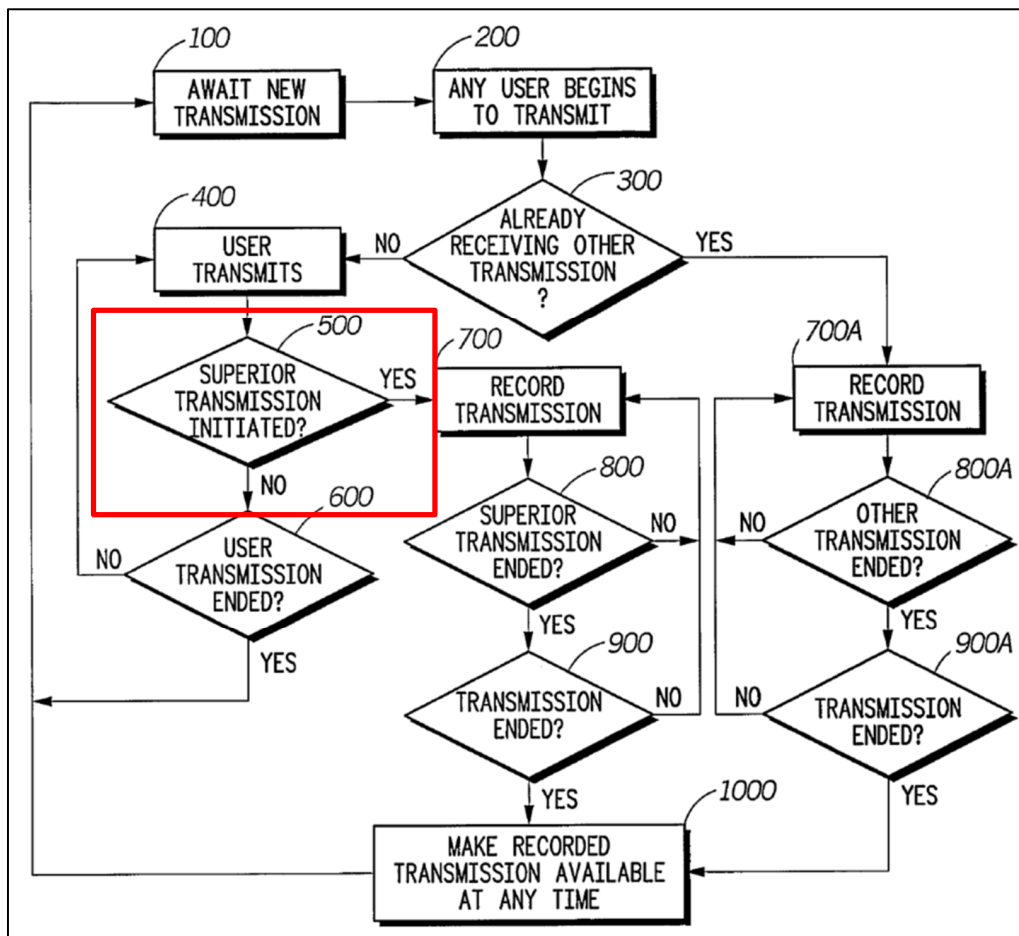 100
AWAIT NEW
TRANSMISSION
200
ANY USER BEGINS
TO TRANSMIT
300
ALREADY
RECEIVING OTHER
TRANSMISSION
?
NO
YES
400
USER
TRANSMITS
500
SUPERIOR
TRANSMISSION
INITIATED?
YES
NO
600
USER
TRANSMISSION
ENDED?
NO
YES
700
RECORD
TRANSMISSION
800
SUPERIOR
TRANSMISSION
ENDED?
NO
YES
900
TRANSMISSION
ENDED?
NO
YES
700A
RECORD
TRANSMISSION
800A
OTHER
TRANSMISSION
ENDED?
NO
YES
900A
TRANSMISSION
ENDED?
NO
YES
1000
MAKE RECORDED
TRANSMISSION AVAILABLE
AT ANY TIME